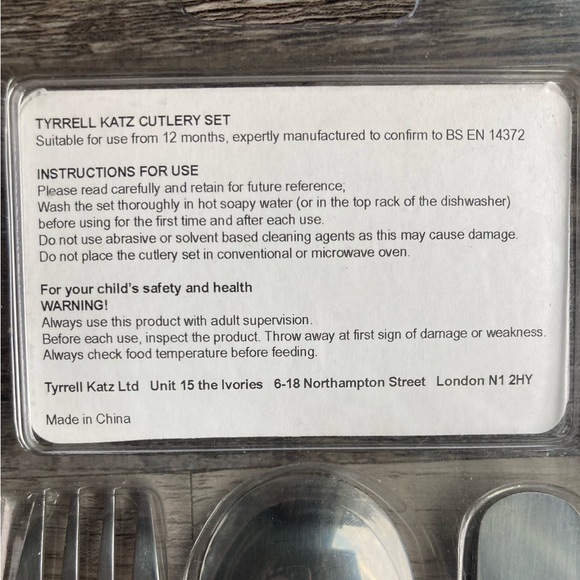 TYRRELL KATZ CUTLERY SET
Suitable for use from 12 months, expertly manufactured to confirm to BS EN 14372
INSTRUCTIONS FOR USE
Please read carefully and retain for future reference;
Wash the set thoroughly in hot soapy water (or in the top rack of the dishwasher)
before using for the first time and after each use.
Do not use abrasive or solvent based cleaning agents as this may cause damage.
Do not place the cutlery set in conventional or microwave oven.
For your child's safety and health
WARNING!
Always use this product with adult supervision.
Before each use, inspect the product. Throw away at first sign of damage or weakness.
Always check food temperature before feeding.
Tyrrell Katz Ltd Unit 15 the Ivories 6-18 Northampton Street London N1 2HY
Made in China